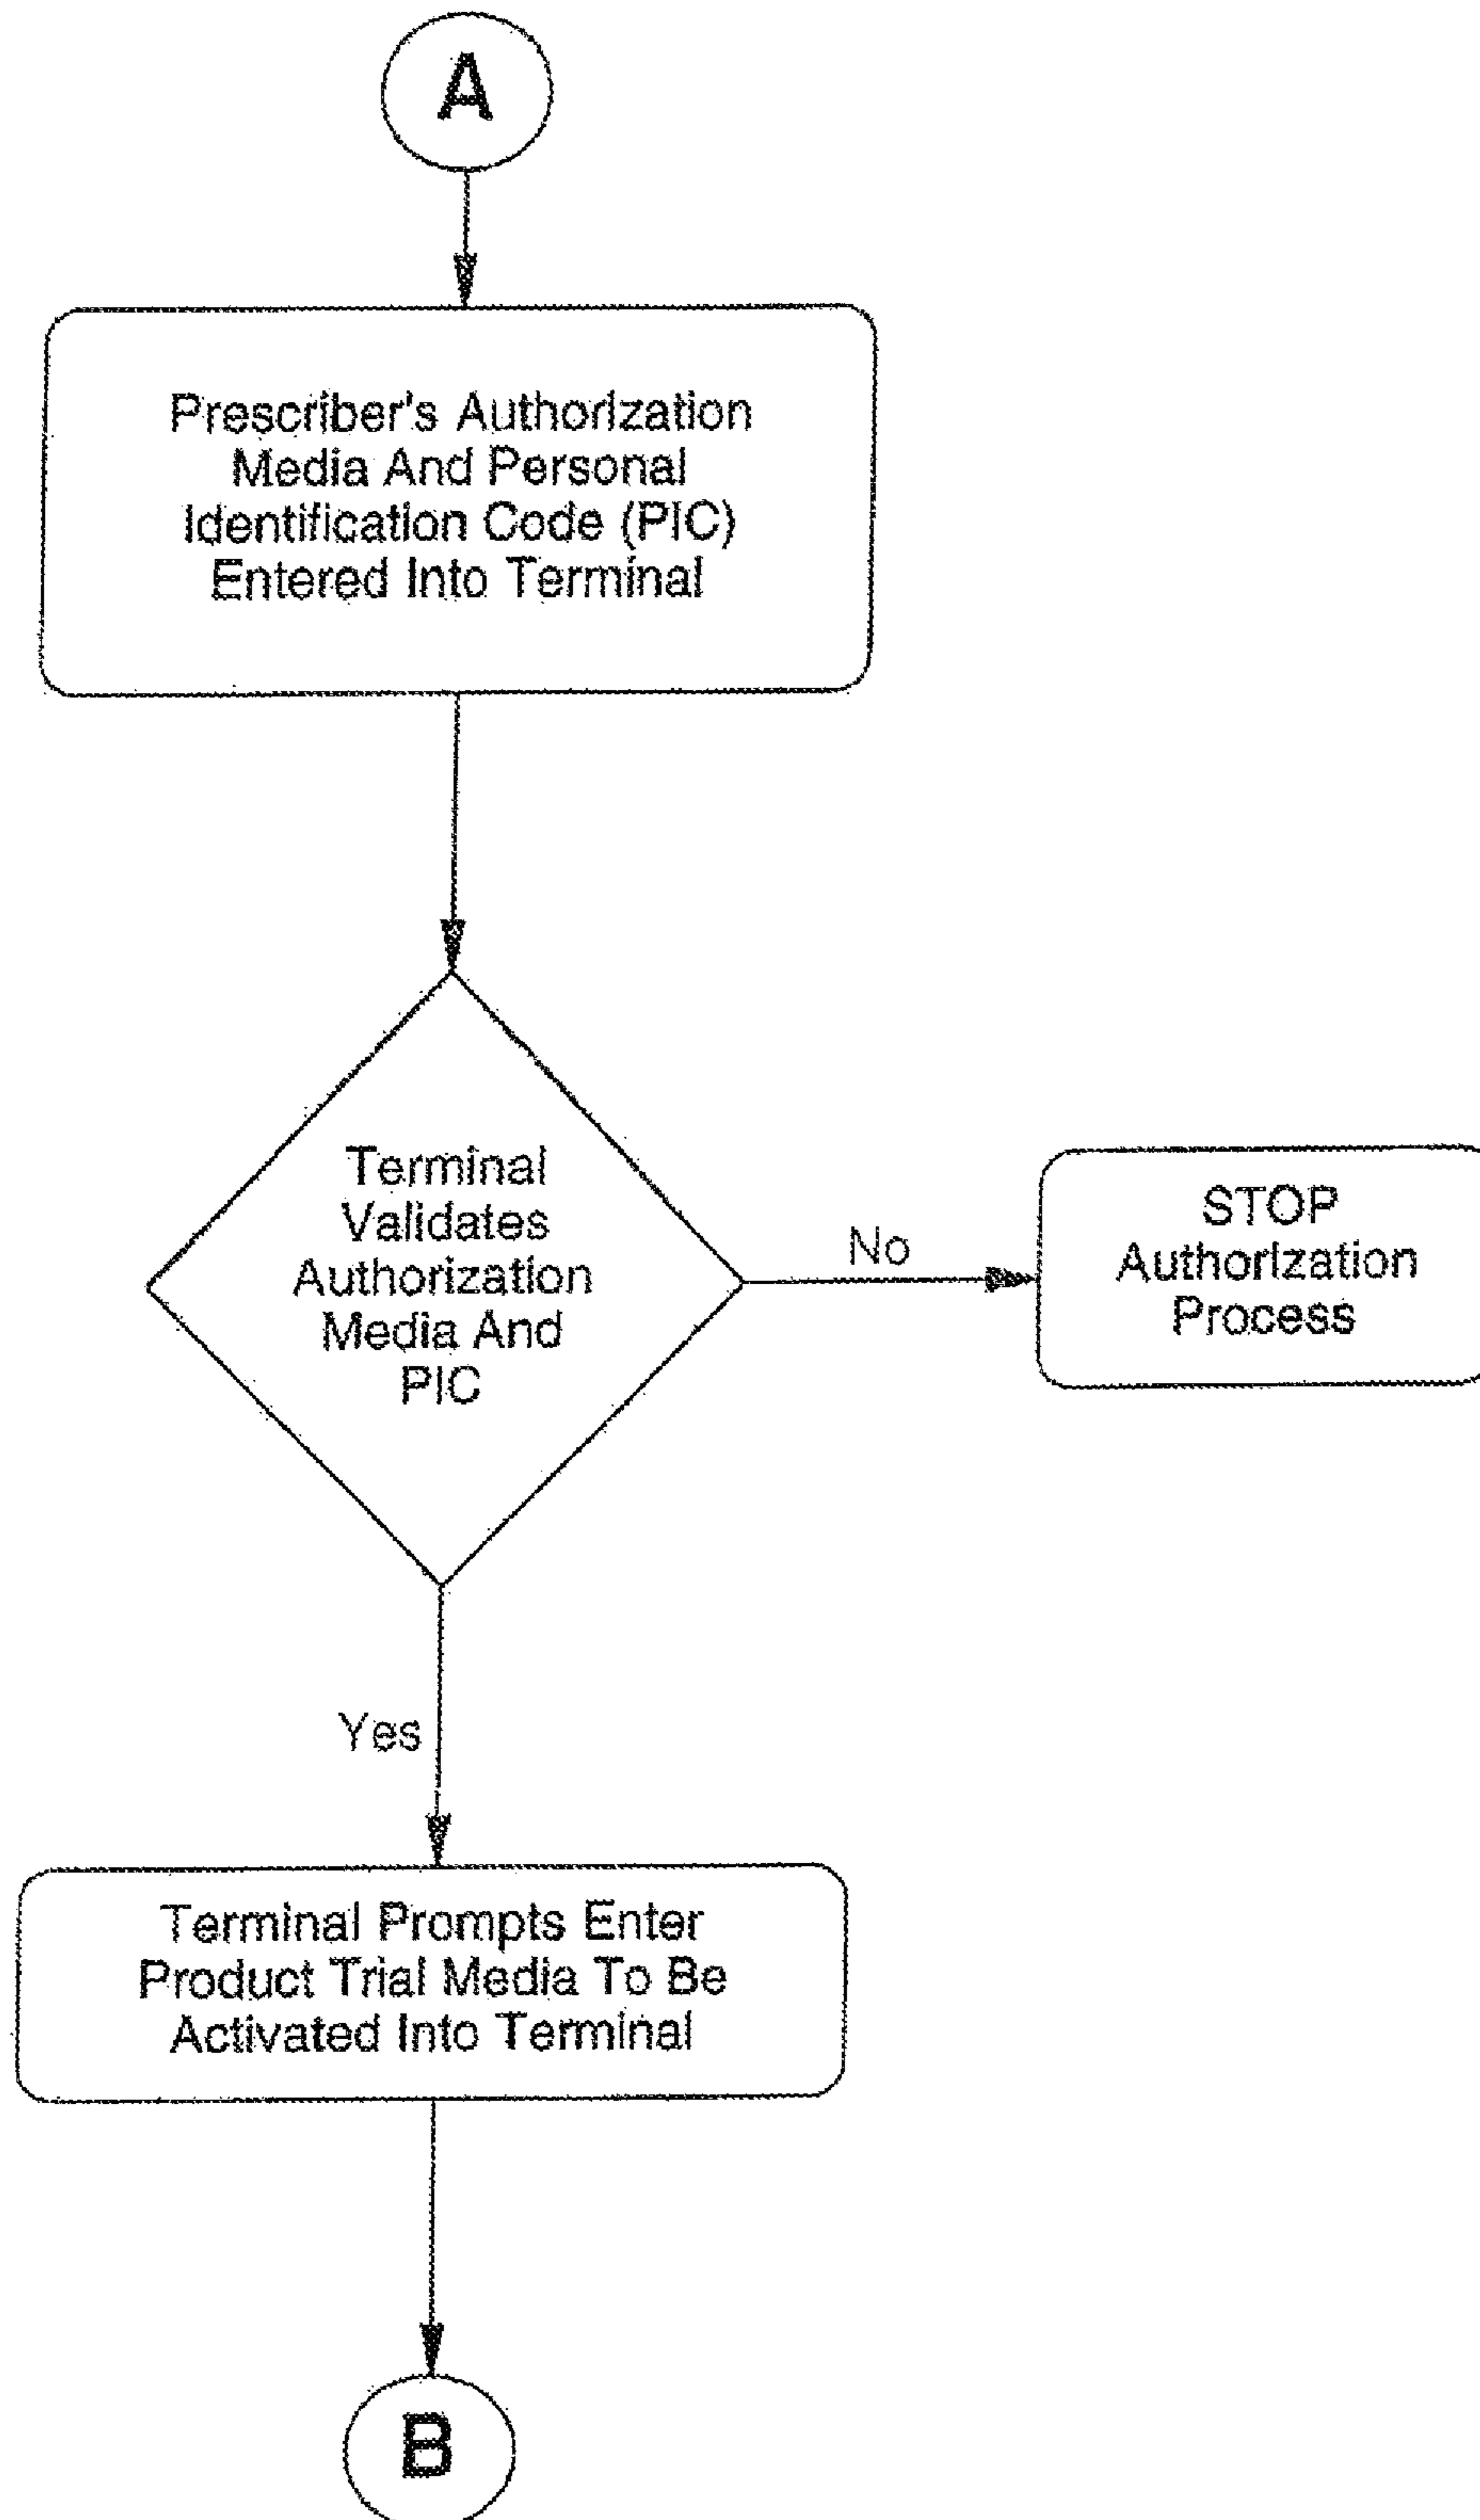 A
Prescriber's Authorization
Media And Personal
Identification Code (PIC)
Entered Into Terminal
Terminal
Validates
Authorization
Media And
PIC
No
STOP
Authorization
Process
Yes
Terminal Prompts Enter
Product Trial Media To Be
Activated Into Terminal
B